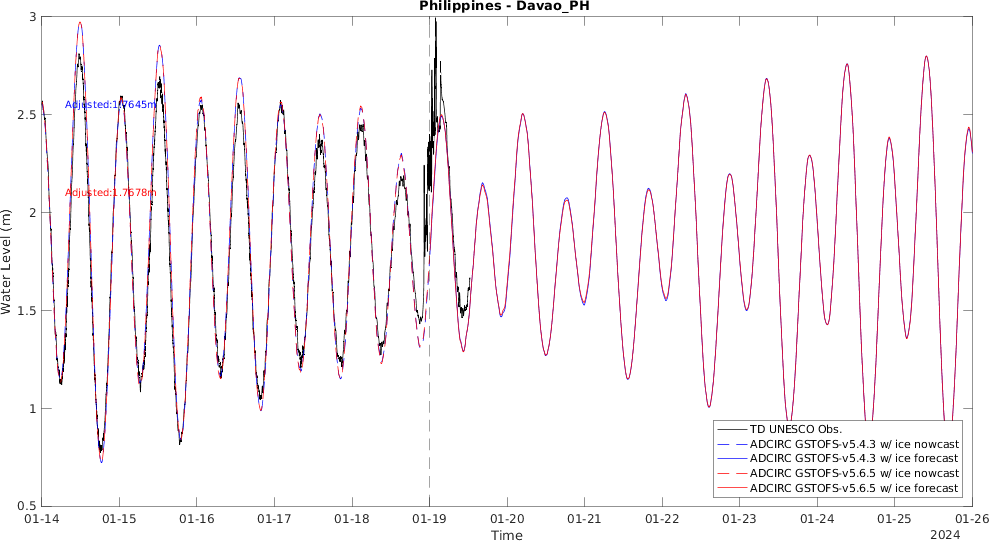 Philippines - Davao_PH
Water Level (m)
3
2.5
2
1.5
1
0.5
Adjusted:1.7645m
Adjusted:1.7678m
TD UNESCO Obs.
ADCIRC GSTOFS-v5.4.3 w/ ice nowcast
ADCIRC GSTOFS-v5.4.3 w/ ice forecast
ADCIRC GSTOFS-v5.6.5 w/ ice nowcast
ADCIRC GSTOFS-v5.6.5 w/ ice forecast
01-14 01-15 01-16 01-17 01-18 01-19 01-20 01-21 01-22 01-23 01-24 01-25 01-26
Time
2024